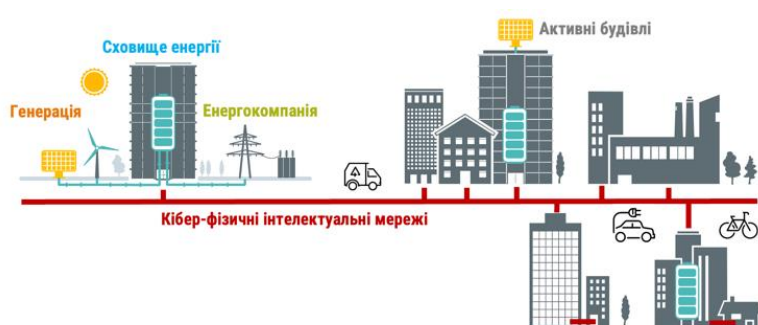 Сховище енергії
Активні будівлі
Генерація
Енергокомпанія
Кібер-фізичні інтелектуальні мережі